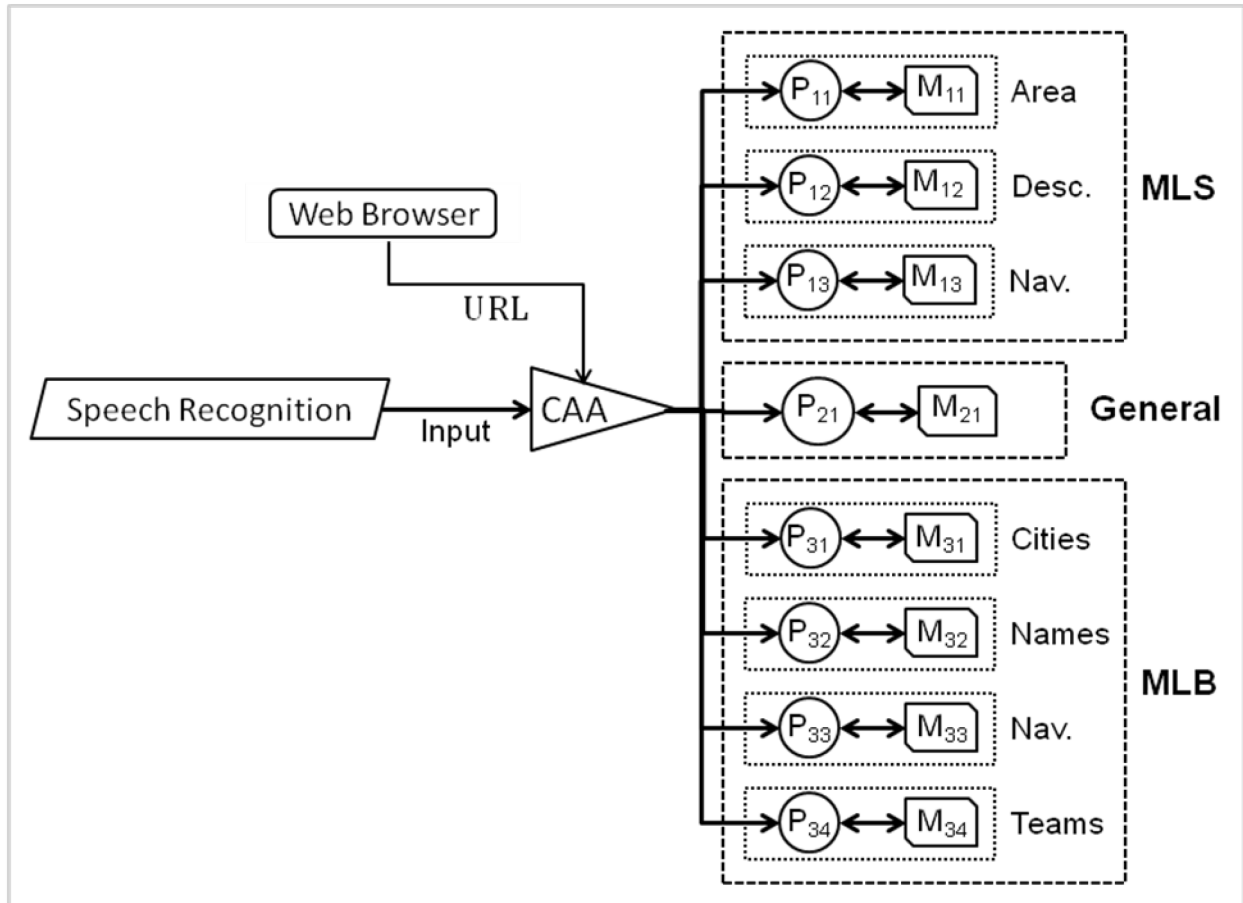 P11 M11 Area
P12 M12 Desc.
MLS
Web Browser
P13 M13 Nav.
URL
Speech Recognition
Input
CAA
P21 M21
General
P31 M31 Cities
P32 M32 Names
MLB
P33 M33 Nav.
P34 M34 Teams